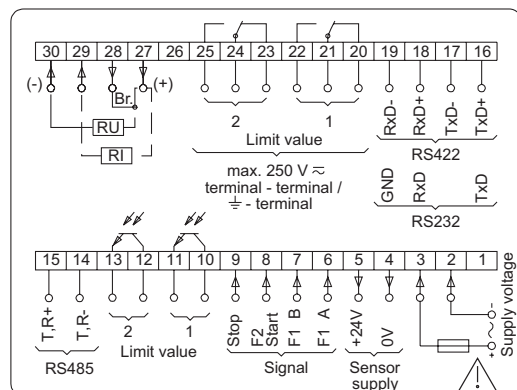 30 29 28 27 26 25 24 23 22 21 20 19 18 17 16
(-) (+)
Br.
RU
RI
2 1
Limit value
max. 250 V ⏦
terminal - terminal /
⏚ - terminal
RxD- RxD+ TxD- TxD+
RS422
GND RxD TxD
RS232
15 14 13 12 11 10 9 8 7 6 5 4 3 2 1
T,R+ T,R-
RS485
2 1
Limit value
Stop
F2
Start
F1 B
F1 A
Signal
+24V
0V
Sensor
supply
- ~ +
Supply voltage
!